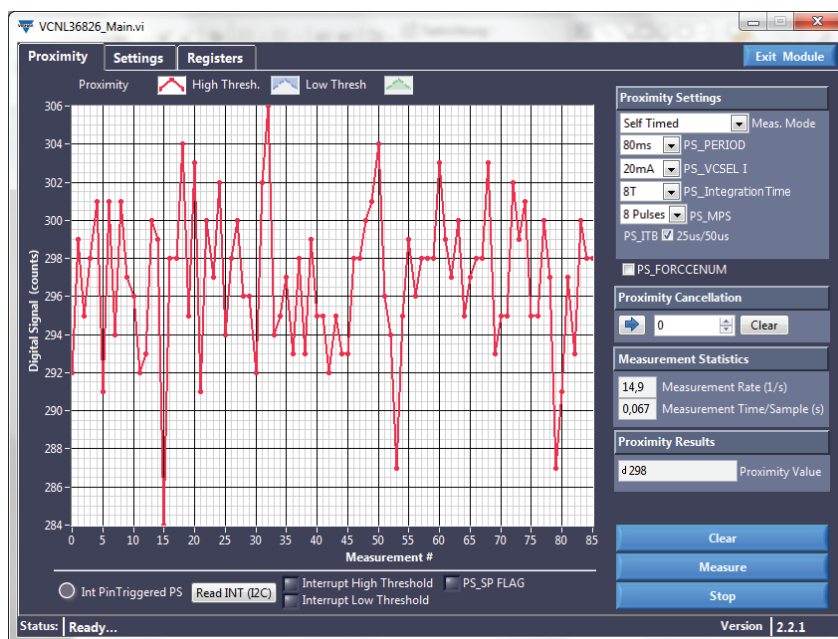 VCNL36826_Main.vi
Proximity Settings Registers
Exit Module
Proximity High Thresh. Low Thresh
306
304
302
300
298
296
294
292
290
288
286
284
Digital Signal (counts)
0 5 10 15 20 25 30 35 40 45 50 55 60 65 70 75 80 85
Measurement #
Proximity Settings
Self Timed Meas. Mode
80ms PS_PERIOD
20mA PS_VCSEL I
8T PS_IntegrationTime
8 Pulses PS_MPS
PS_ITB 25us/50us
PS_FORCCENUM
Proximity Cancellation
0 Clear
Measurement Statistics
14,9 Measurement Rate (1/s)
0,067 Measurement Time/Sample (s)
Proximity Results
d 298 Proximity Value
Clear
Measure
Stop
Int PinTriggered PS Read INT (I2C)
Interrupt High Threshold PS_SP FLAG
Interrupt Low Threshold
Status: Ready...
Version 2.2.1